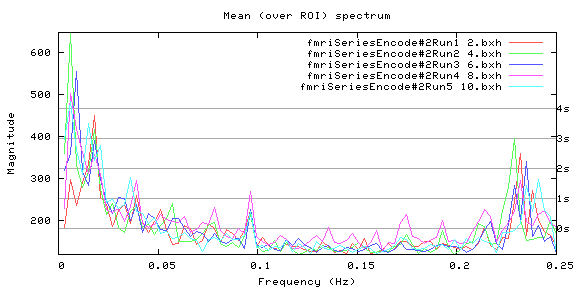 Mean (over ROI) spectrum
fmriSeriesEncode#2Run1 2.bxh
fmriSeriesEncode#2Run2 4.bxh
fmriSeriesEncode#2Run3 6.bxh
fmriSeriesEncode#2Run4 8.bxh
fmriSeriesEncode#2Run5 10.bxh
600
500
400
300
200
Magnitude
4s
3s
2s
1s
0s
0
0.05
0.1
0.15
0.2
0.25
Frequency (Hz)